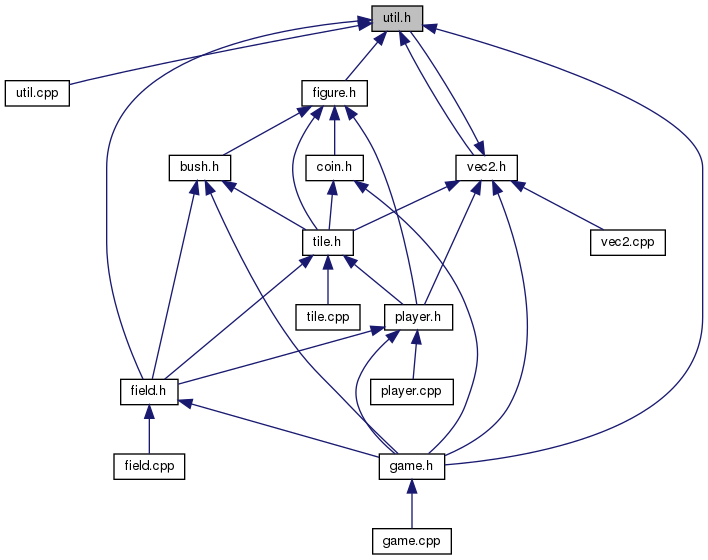 util.h
util.cpp
figure.h
bush.h
coin.h
vec2.h
tile.h
vec2.cpp
tile.cpp
player.h
field.h
player.cpp
field.cpp
game.h
game.cpp